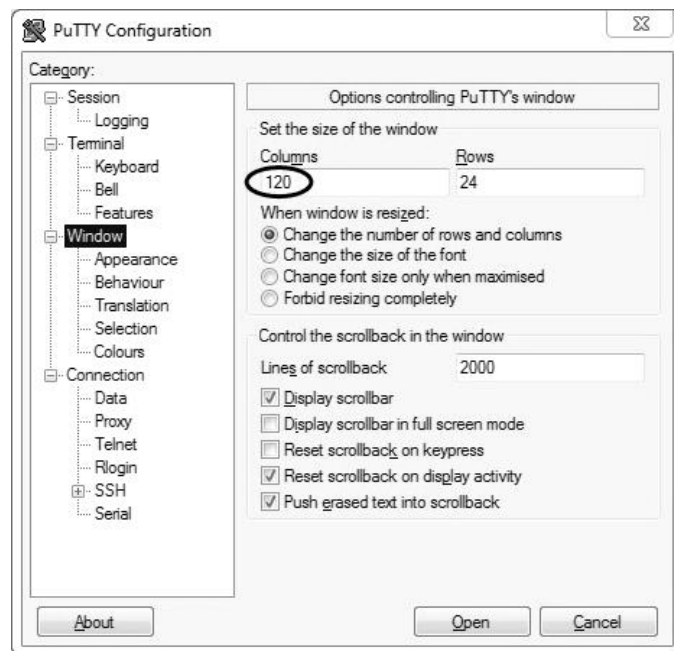 PuTTY Configuration
Category:
Session
Logging
Terminal
Keyboard
Bell
Features
Window
Appearance
Behaviour
Translation
Selection
Colours
Connection
Data
Proxy
Telnet
Rlogin
SSH
Serial
Options controlling PuTTY's window
Set the size of the window
Columns Rows
120 24
When window is resized:
Change the number of rows and columns
Change the size of the font
Change font size only when maximised
Forbid resizing completely
Control the scrollback in the window
Lines of scrollback 2000
Display scrollbar
Display scrollbar in full screen mode
Reset scrollback on keypress
Reset scrollback on display activity
Push erased text into scrollback
About Open Cancel